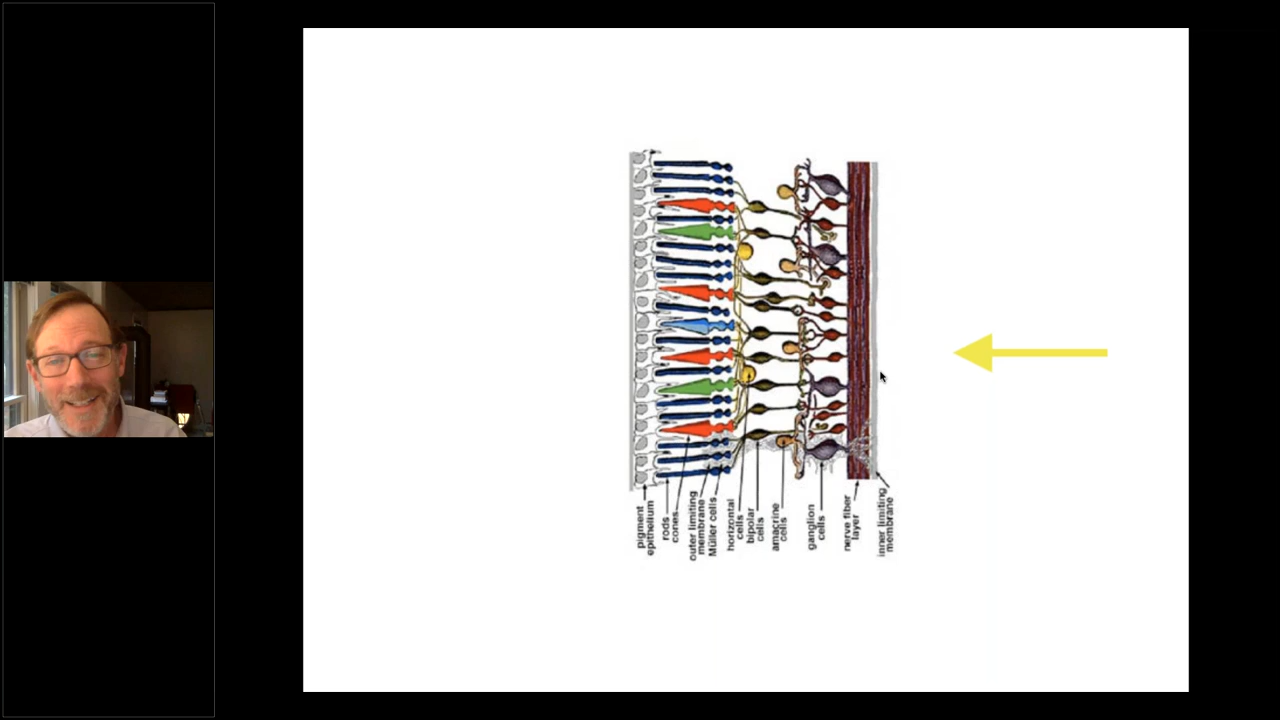 pigment
epithelium
rods
cones
outer limiting
membrane
Müller cells
horizontal
cells
bipolar
cells
amacrine
cells
ganglion
cells
nerve fiber
layer
inner limiting
membrane